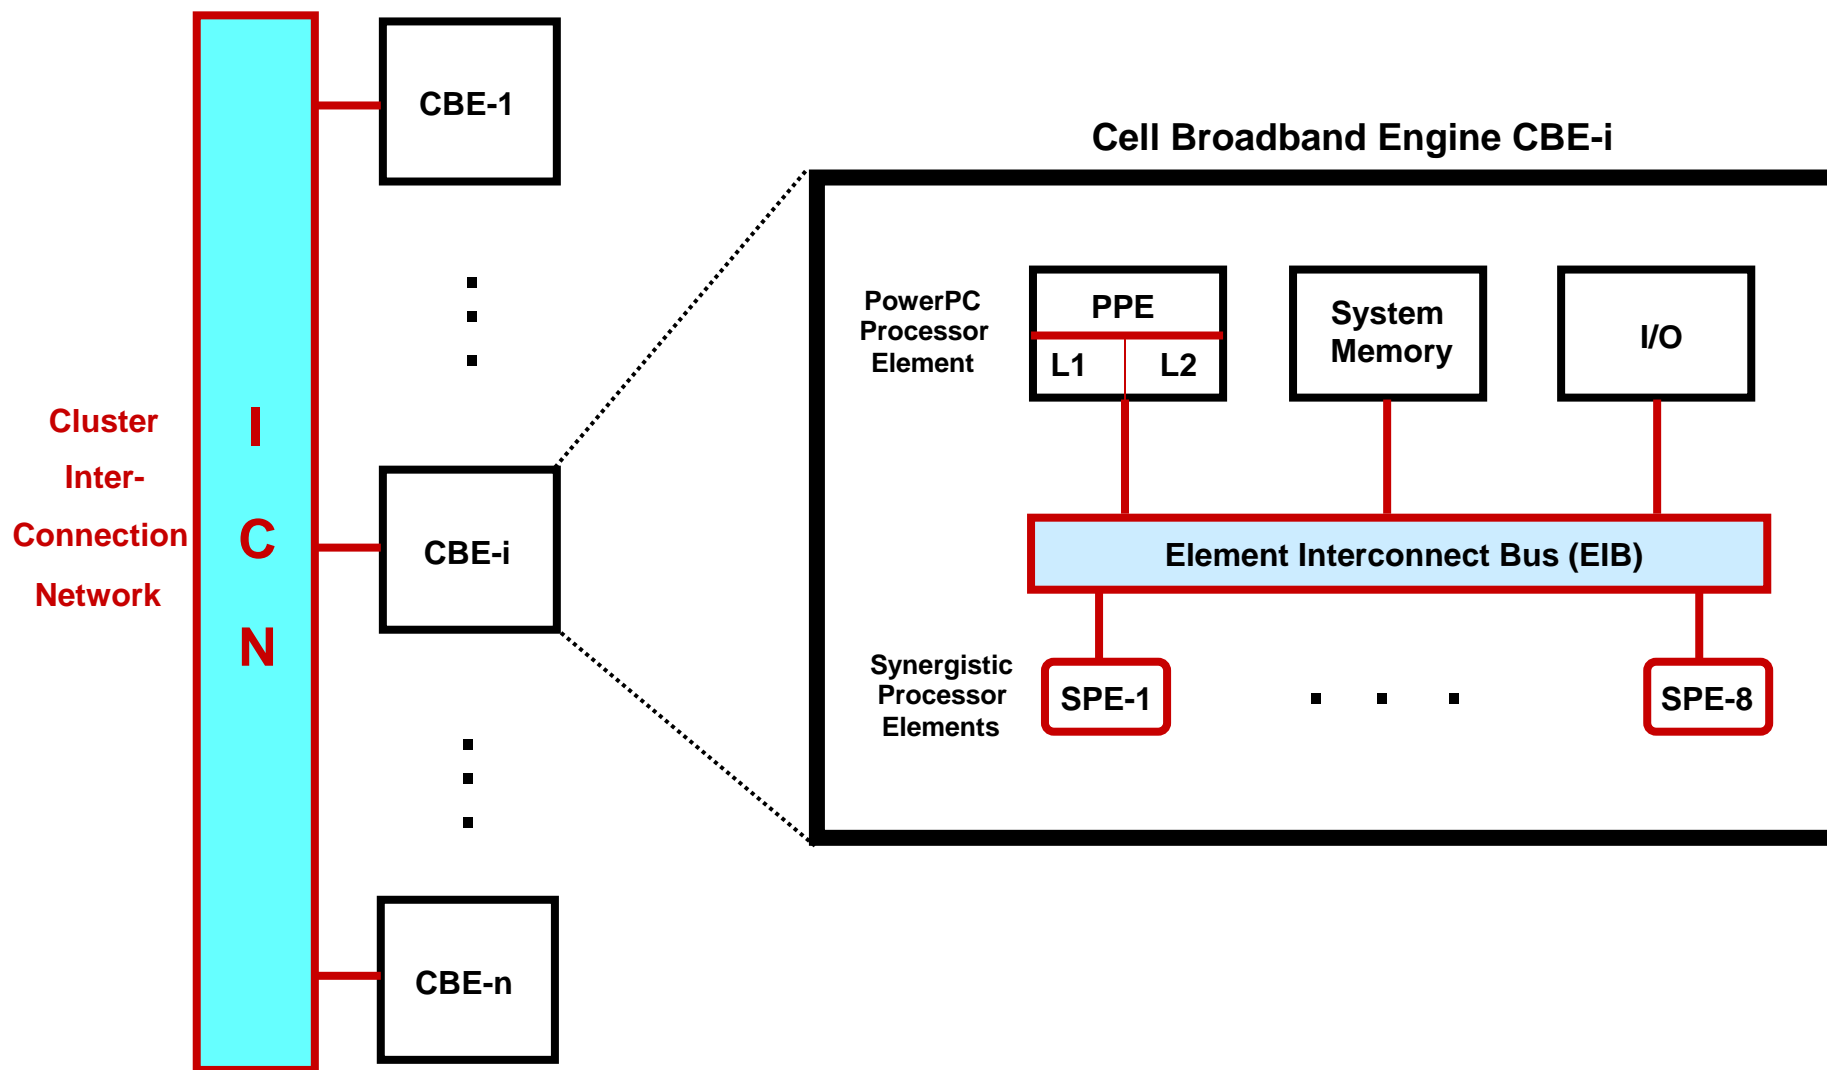 Cluster
Inter-
Connection
Network
I
C
N
CBE-1
CBE-i
CBE-n
Cell Broadband Engine CBE-i
PowerPC
Processor
Element
PPE
L1 L2
System
Memory
I/O
Element Interconnect Bus (EIB)
Synergistic
Processor
Elements
SPE-1
SPE-8